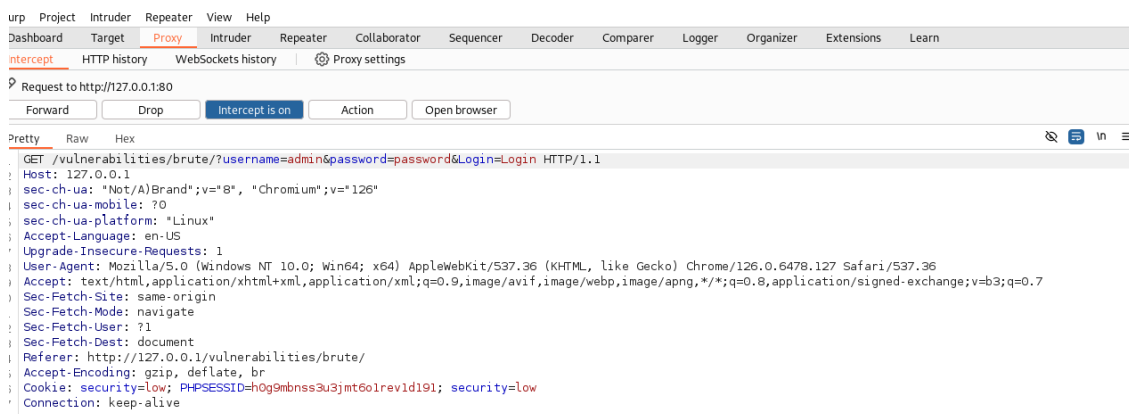 urp Project Intruder Repeater View Help
Dashboard Target Proxy Intruder Repeater Collaborator Sequencer Decoder Comparer Logger Organizer Extensions Learn
Intercept HTTP history WebSockets history Proxy settings
Request to http://127.0.0.1:80
Forward Drop Intercept is on Action Open browser
Pretty Raw Hex \n
GET /vulnerabilities/brute/?username=admin&password=password&Login=Login HTTP/1.1
Host: 127.0.0.1
sec-ch-ua: "Not/A)Brand";v="8", "Chromium";v="126"
sec-ch-ua-mobile: ?0
sec-ch-ua-platform: "Linux"
Accept-Language: en-US
Upgrade-Insecure-Requests: 1
User-Agent: Mozilla/5.0 (Windows NT 10.0; Win64; x64) AppleWebKit/537.36 (KHTML, like Gecko) Chrome/126.0.6478.127 Safari/537.36
Accept: text/html,application/xhtml+xml,application/xml;q=0.9,image/avif,image/webp,image/apng,*/*;q=0.8,application/signed-exchange;v=b3;q=0.7
Sec-Fetch-Site: same-origin
Sec-Fetch-Mode: navigate
Sec-Fetch-User: ?1
Sec-Fetch-Dest: document
Referer: http://127.0.0.1/vulnerabilities/brute/
Accept-Encoding: gzip, deflate, br
Cookie: security=low; PHPSESSID=h0g9mbnss3u3jmt6o1rev1d191; security=low
Connection: keep-alive